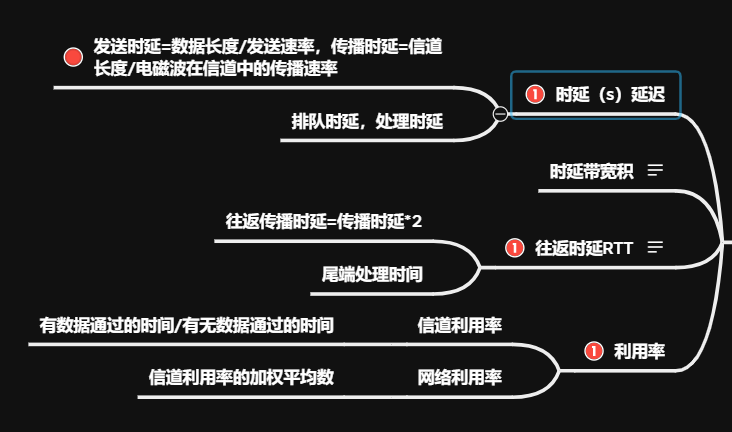 发送时延=数据长度/发送速率，传播时延=信道
长度/电磁波在信道中的传播速率
1 时延（s）延迟
排队时延，处理时延
时延带宽积
往返传播时延=传播时延*2
1 往返时延RTT
尾端处理时间
有数据通过的时间/有无数据通过的时间
信道利用率
1 利用率
信道利用率的加权平均数
网络利用率